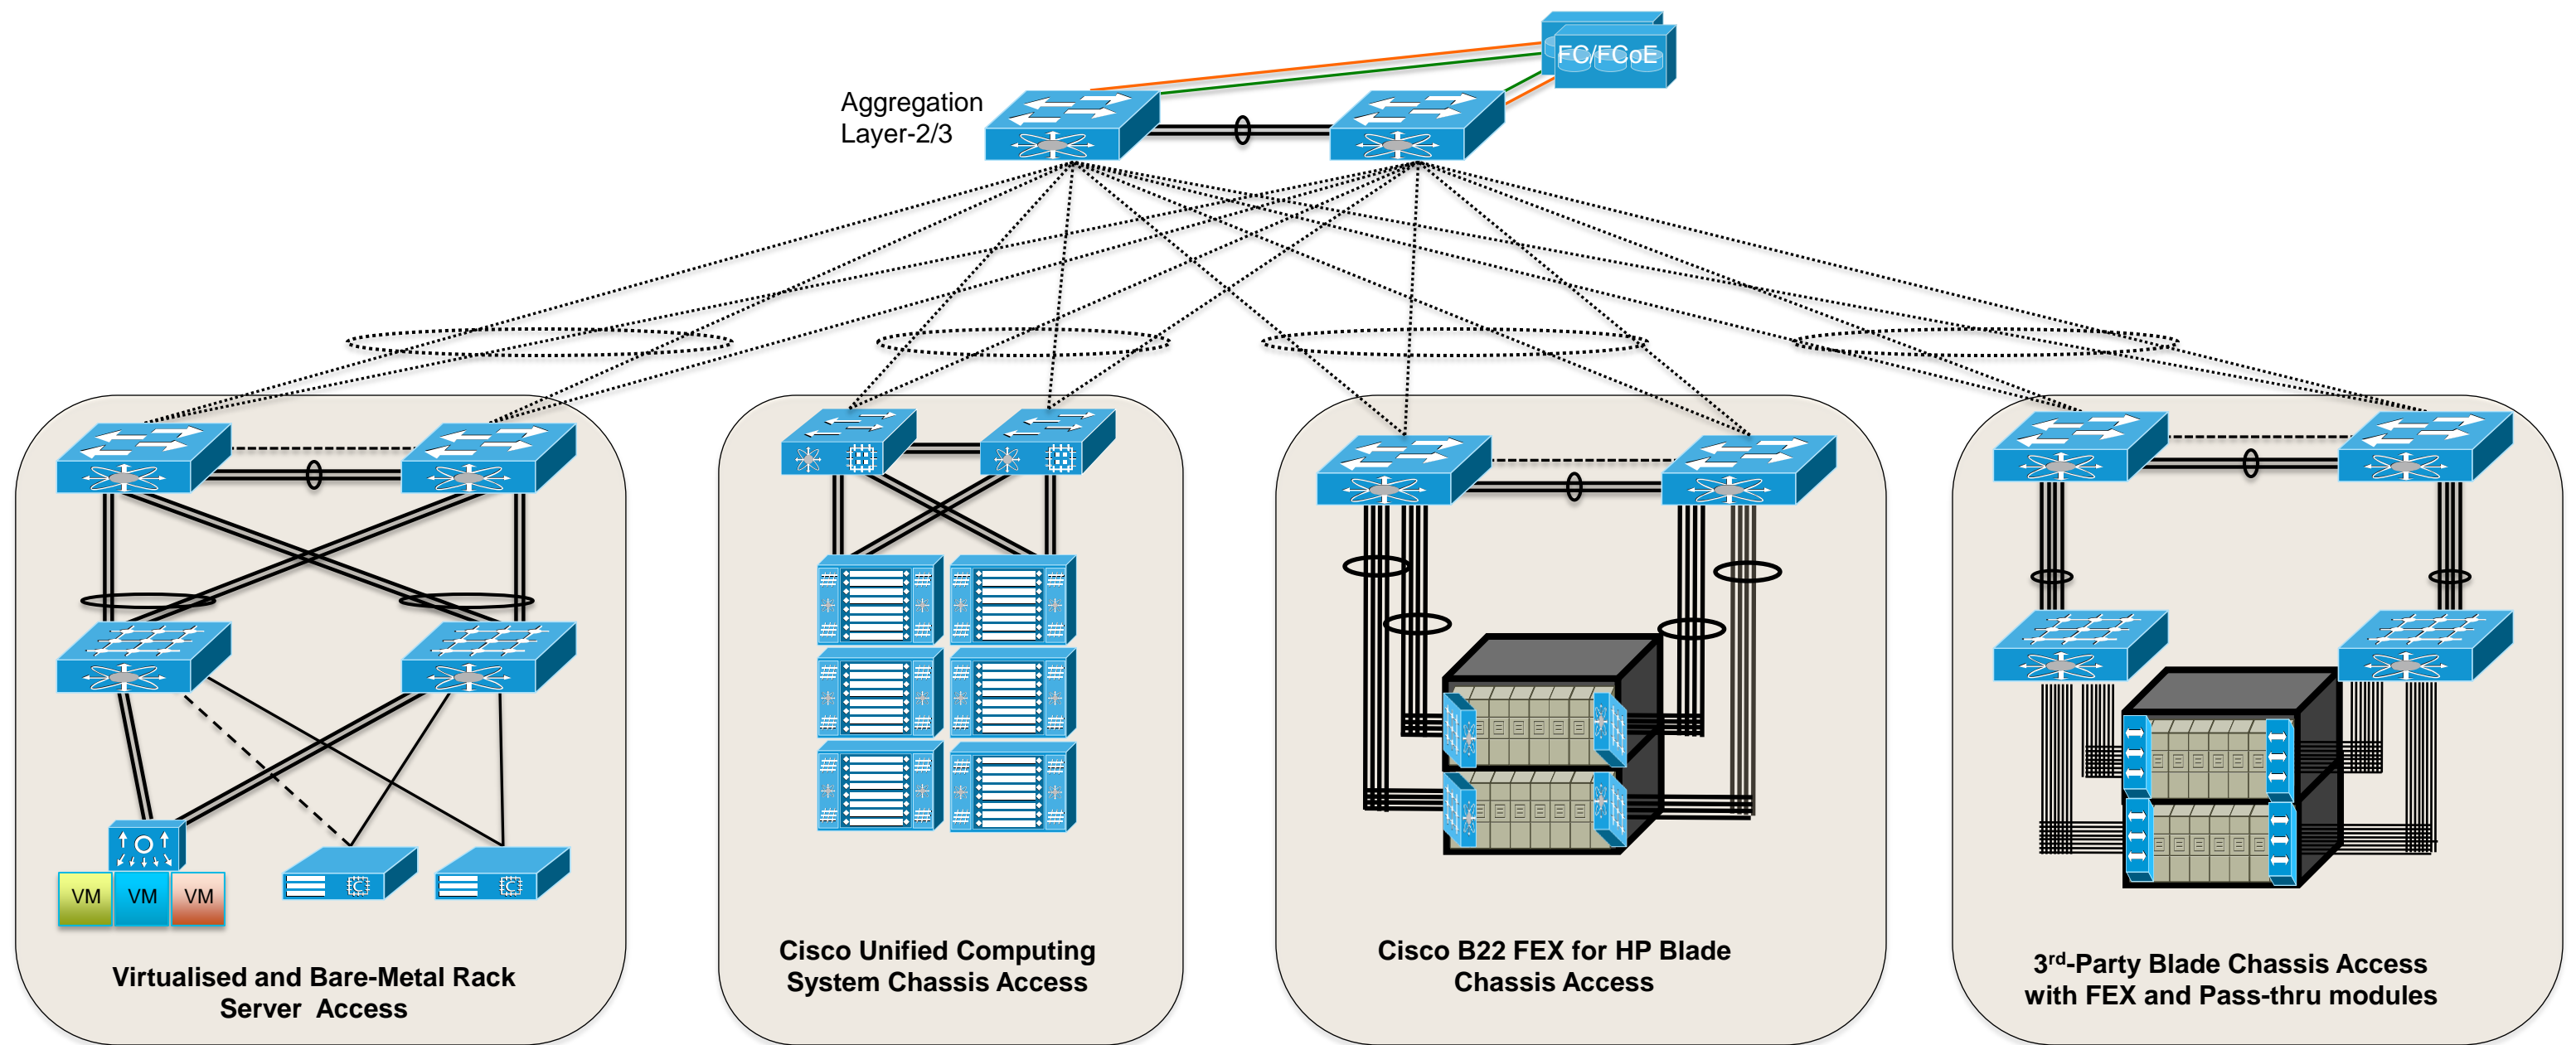 FC/FCoE
Aggregation
Layer-2/3
VM VM VM
Virtualised and Bare-Metal Rack
Server Access
Cisco Unified Computing
System Chassis Access
Cisco B22 FEX for HP Blade
Chassis Access
3rd-Party Blade Chassis Access
with FEX and Pass-thru modules